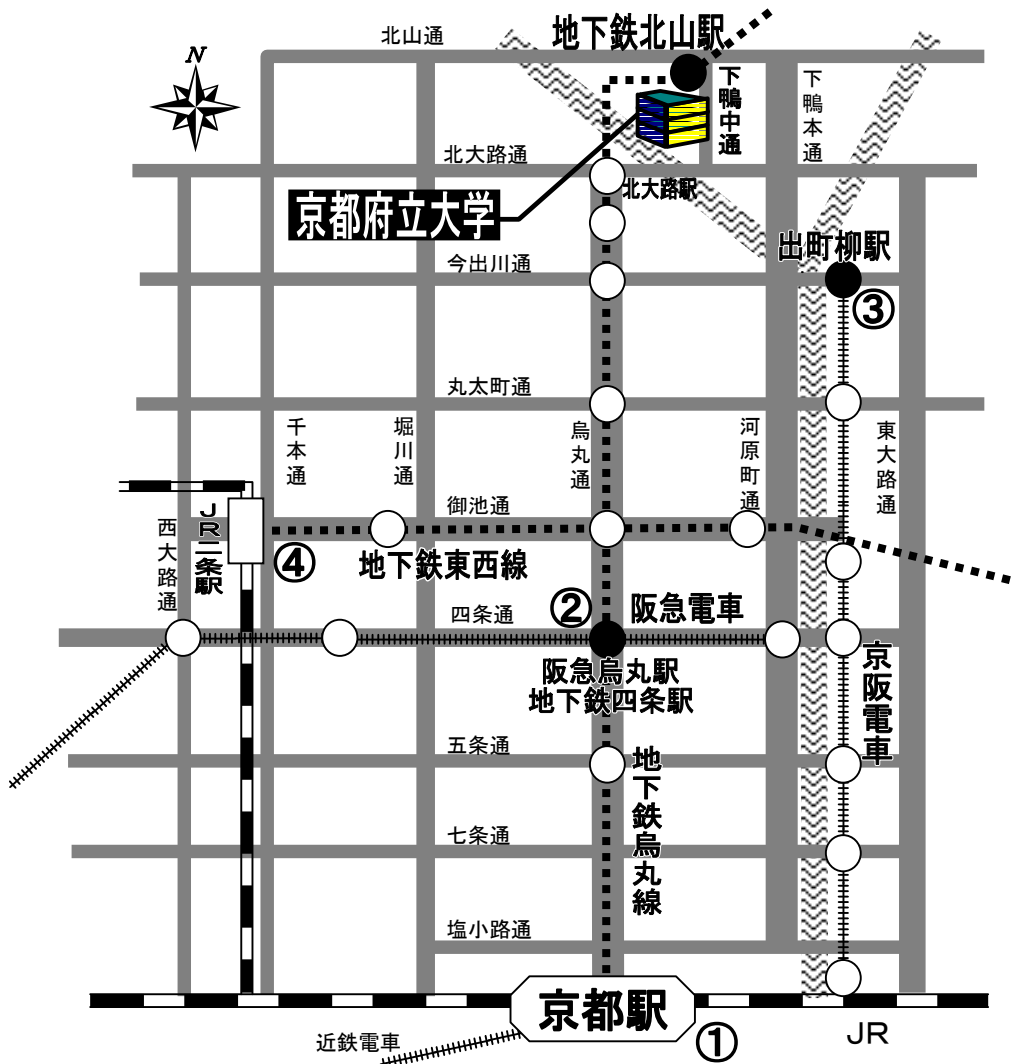 地下鉄北山駅
北山通
N
下鴨中通
下鴨本通
北大路通
北大路駅
京都府立大学
出町柳駅
今出川通
③
丸太町通
千本通
堀川通
烏丸通
河原町通
東大路通
御池通
JR二条駅
西大路通
④
地下鉄東西線
四条通
②
阪急電車
阪急烏丸駅
地下鉄四条駅
京阪電車
五条通
地下鉄烏丸線
七条通
塩小路通
京都駅
近鉄電車
①
JR